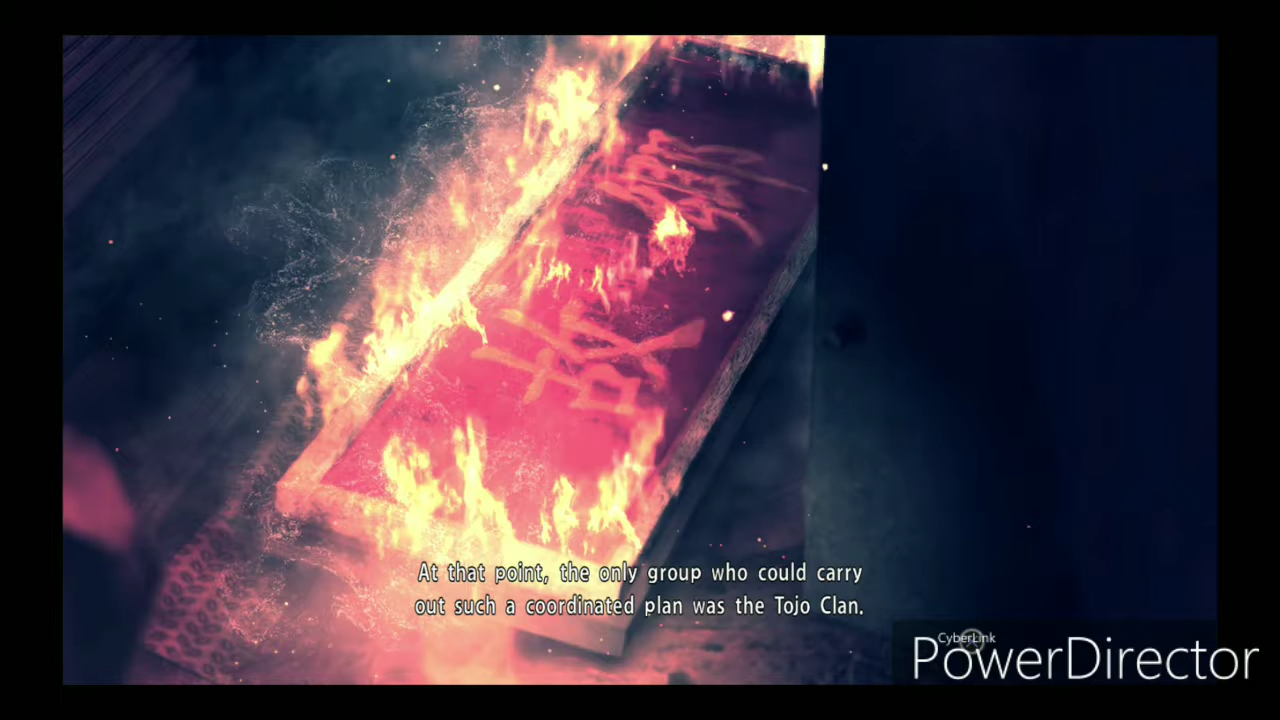 At that point, the only group who could carry
out such a coordinated plan was the Tojo Clan.
CyberLink
PowerDirector